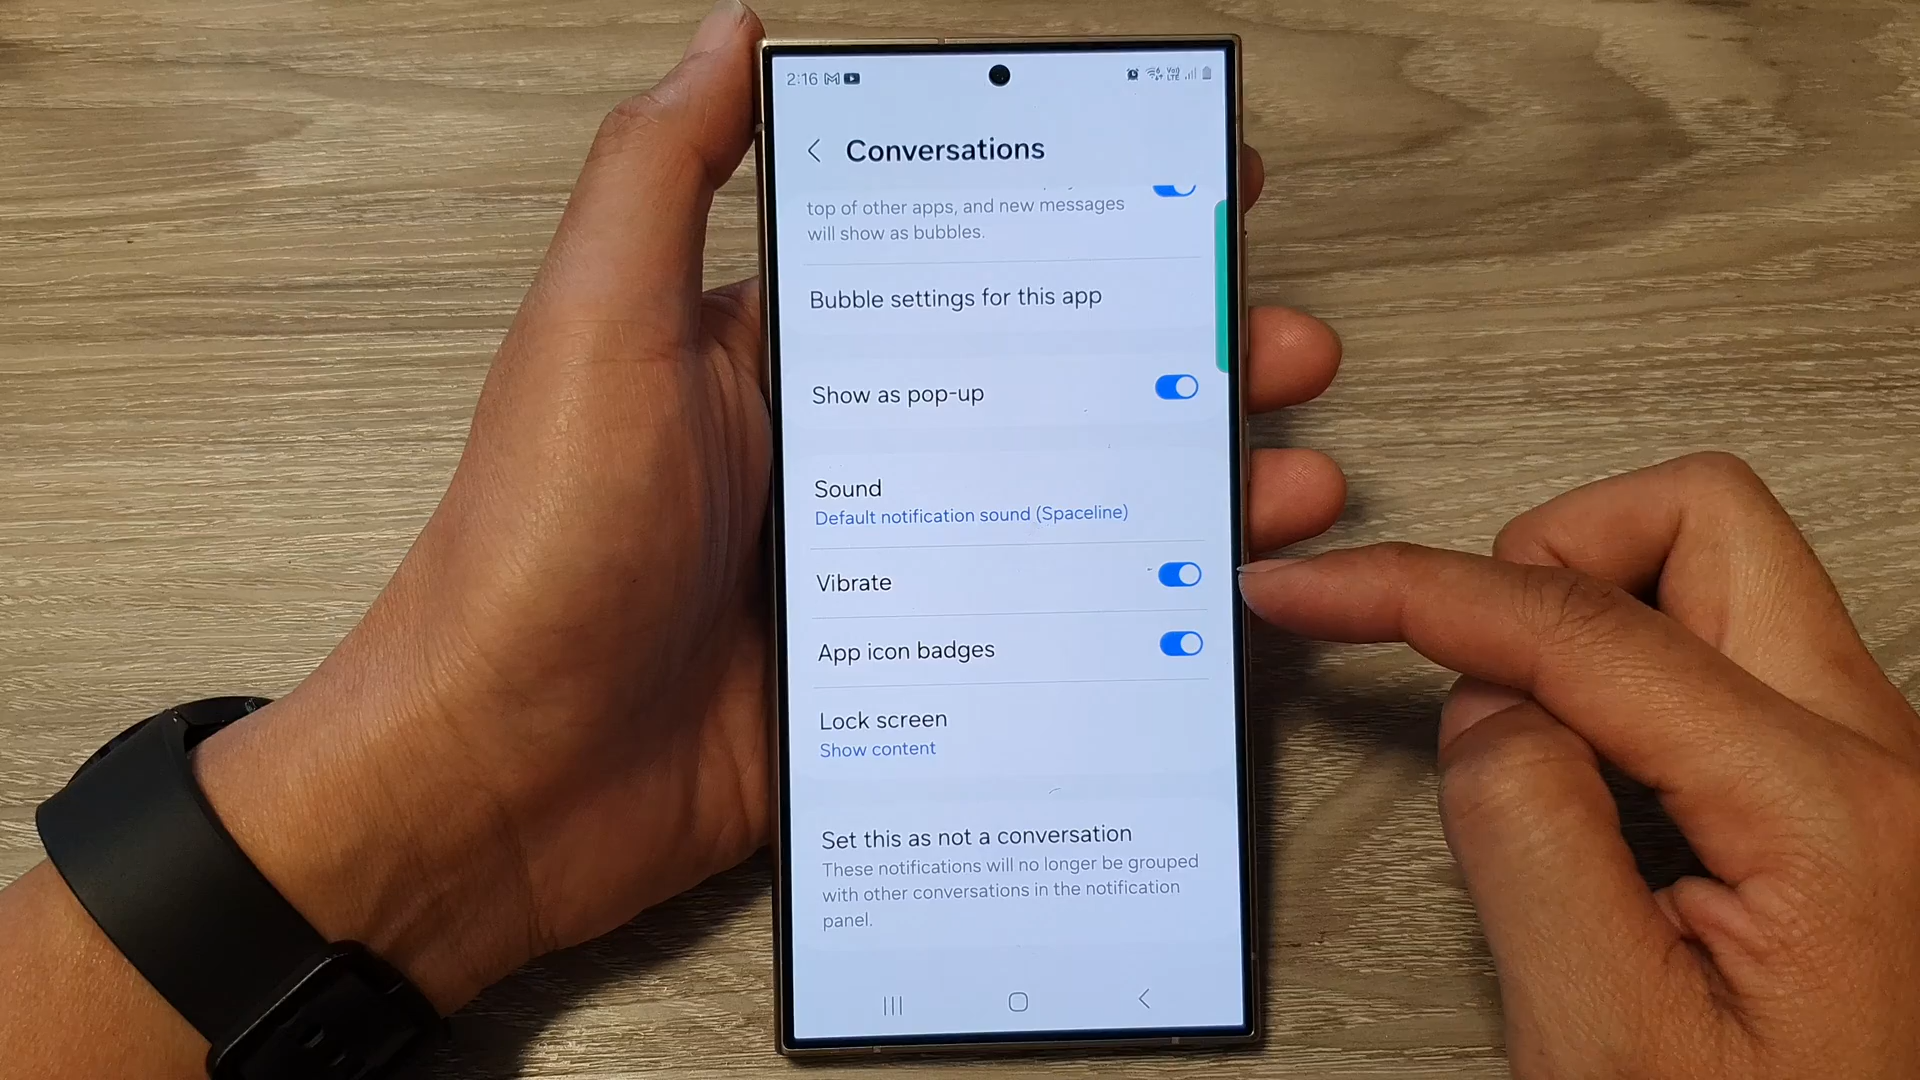 2:16
Conversations
top of other apps, and new messages
will show as bubbles.
Bubble settings for this app
Show as pop-up
Sound
Default notification sound (Spaceline)
Vibrate
App icon badges
Lock screen
Show content
Set this as not a conversation
These notifications will no longer be grouped
with other conversations in the notification
panel.